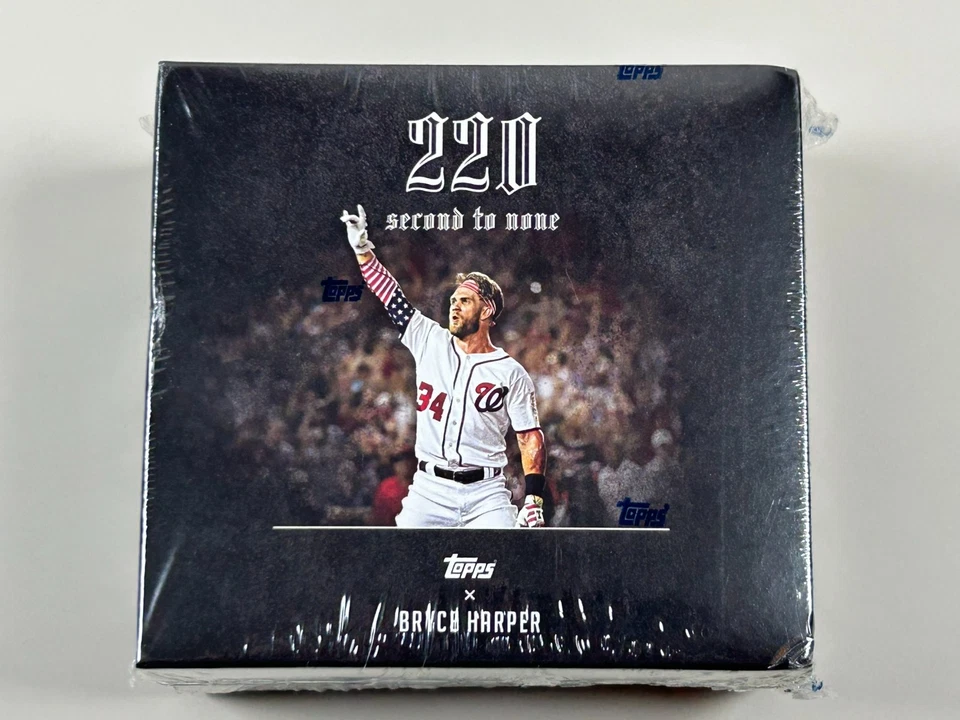 Topps
220
second to none
Topps
34
W
Topps
Topps
×
BRYCE HARPER